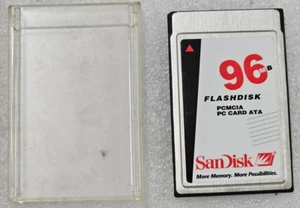 96MB
FLASHDISK
PCMCIA
PC CARD ATA
SanDisk
More Memory. More Possibilities.